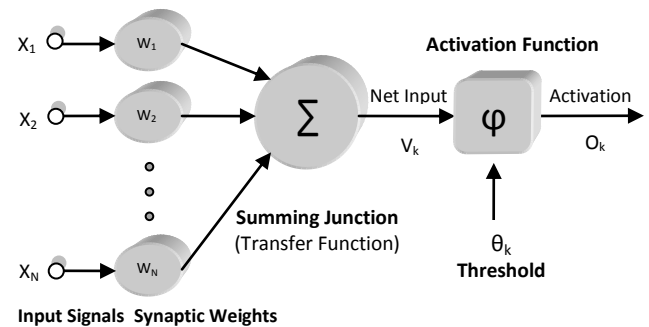 X1
W1
Activation Function
X2
W2
Σ
Net Input
Vk
φ
Activation
Ok
Summing Junction
(Transfer Function)
θk
Threshold
XN
WN
Input Signals Synaptic Weights